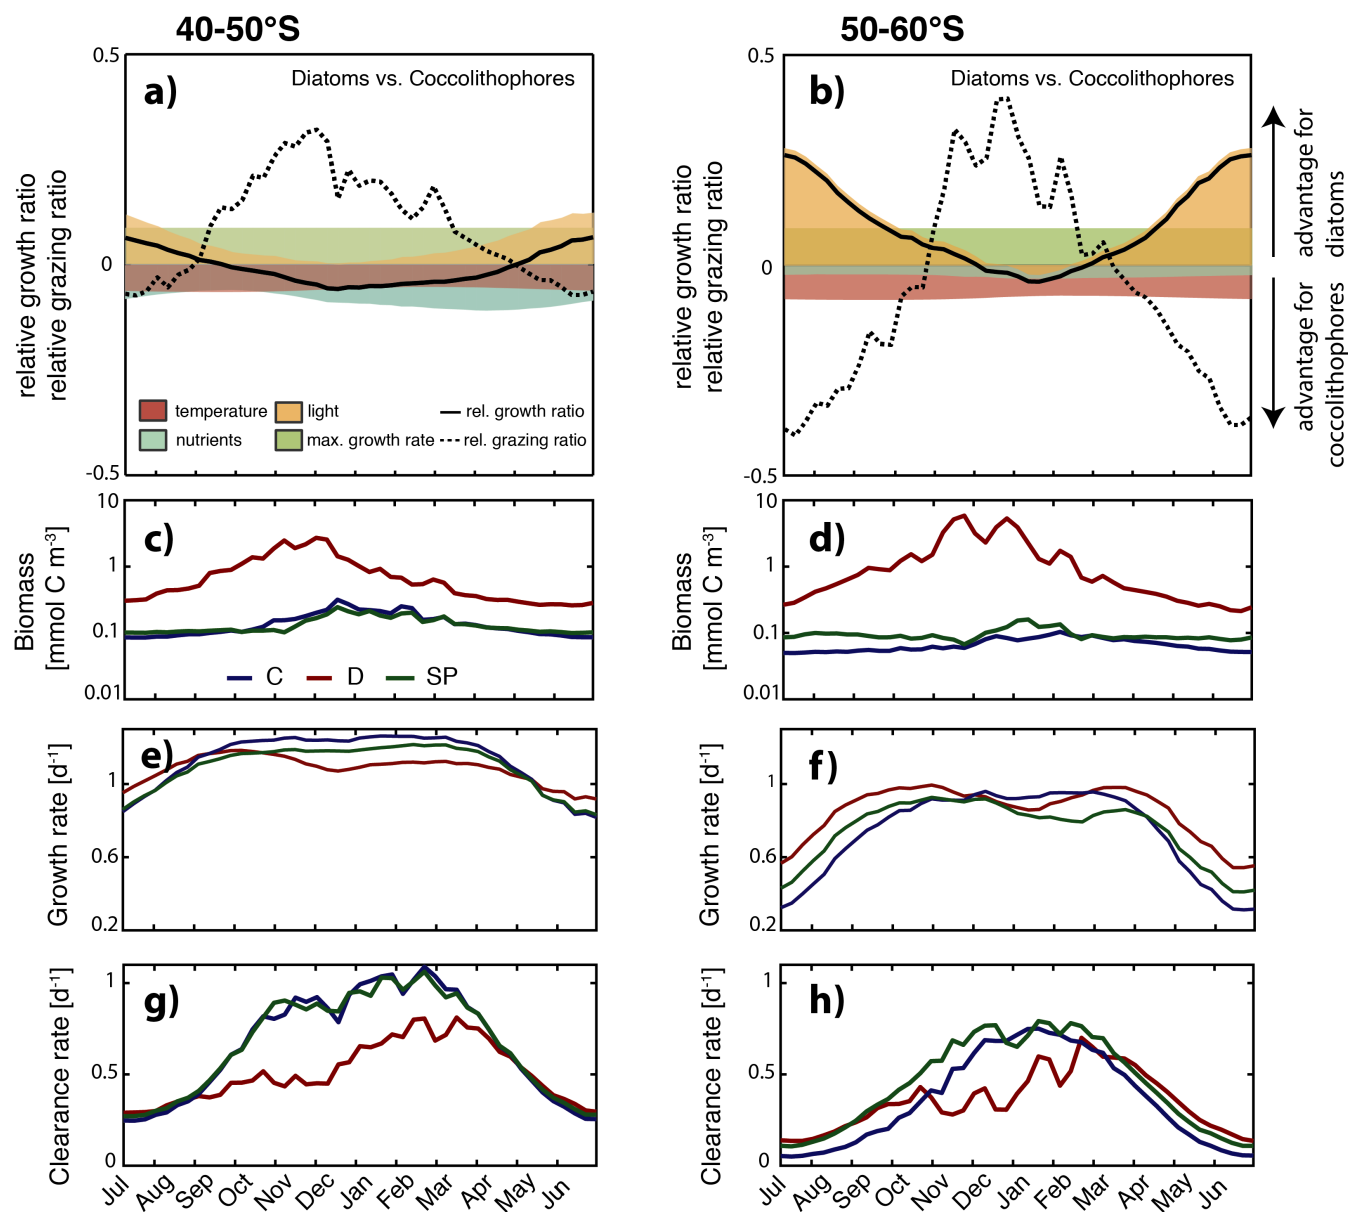 40-50°S
50-60°S
0.5
0
-0.5
relative growth ratio
relative grazing ratio
a)
Diatoms vs. Coccolithophores
temperature
light
rel. growth ratio
nutrients
max. growth rate
rel. grazing ratio
0.5
0
-0.5
relative growth ratio
relative grazing ratio
b)
Diatoms vs. Coccolithophores
advantage for
diatoms
advantage for
coccolithophores
10
1
0.1
0.01
Biomass
[mmol C m-3]
c)
C
D
SP
10
1
0.1
0.01
Biomass
[mmol C m-3]
d)
1
0.6
0.2
Growth rate [d-1]
e)
1
0.6
0.2
Growth rate [d-1]
f)
1
0.5
0
Clearance rate [d-1]
g)
Jul
Aug
Sep
Oct
Nov
Dec
Jan
Feb
Mar
Apr
May
Jun
1
0.5
0
Clearance rate [d-1]
h)
Jul
Aug
Sep
Oct
Nov
Dec
Jan
Feb
Mar
Apr
May
Jun